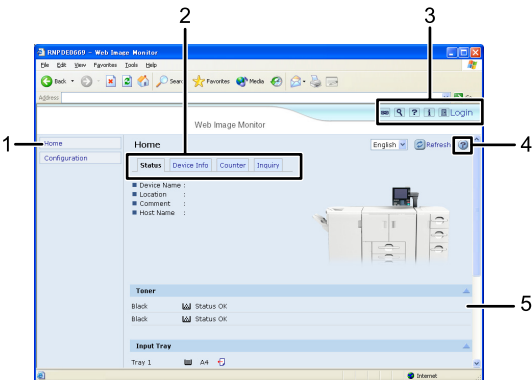 2
3
RNPDED669 - Web Image Monitor
File Edit View Favorites Tools Help
Back Search Favorites Media
Address
Login
Web Image Monitor
1
Home
Configuration
Home
English Refresh
4
Status Device Info Counter Inquiry
Device Name :
Location :
Comment :
Host Name :
Toner
5
Black Status OK
Black Status OK
Input Tray
Tray 1 A4
Internet